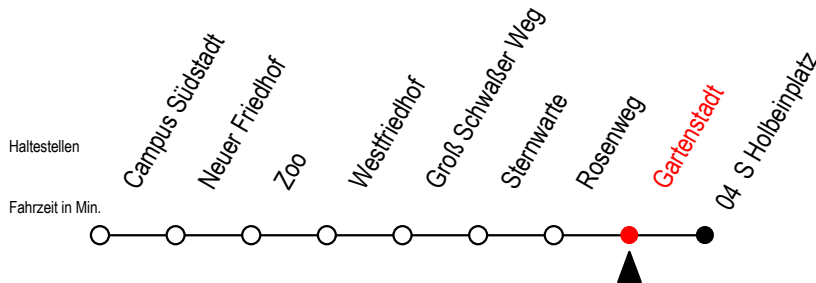 Haltestellen
Fahrzeit in Min.
Campus Südstadt
Neuer Friedhof
Zoo
Westfriedhof
Groß Schwaßer Weg
Sternwarte
Rosenweg
Gartenstadt
04 S Holbeinplatz